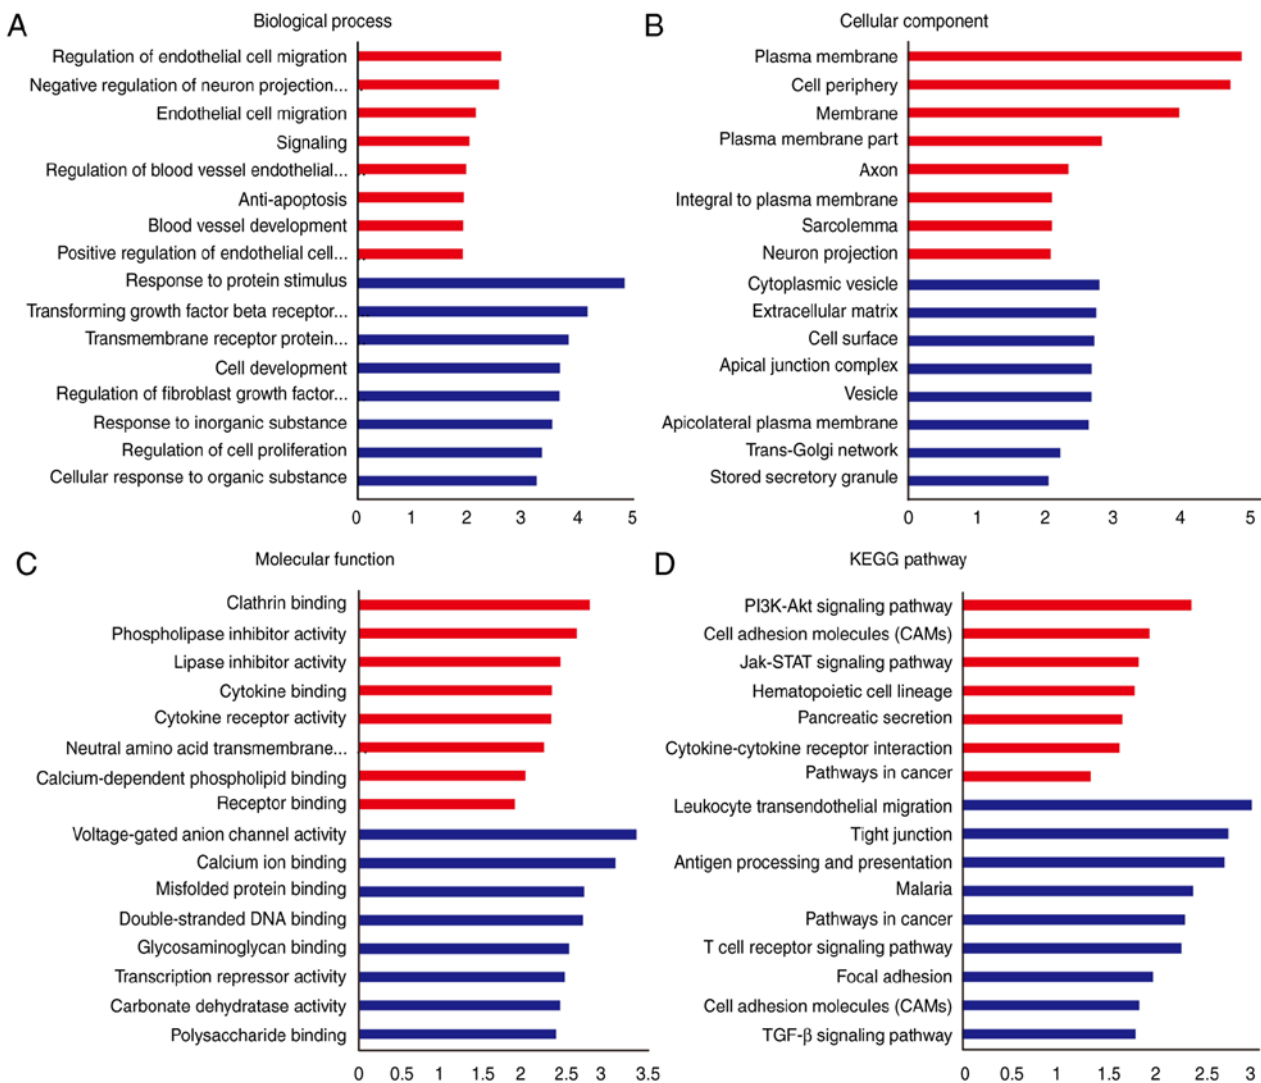 A
Biological process
Regulation of endothelial cell migration
Negative regulation of neuron projection...
Endothelial cell migration
Signaling
Regulation of blood vessel endothelial...
Anti-apoptosis
Blood vessel development
Positive regulation of endothelial cell...
Response to protein stimulus
Transforming growth factor beta receptor...
Transmembrane receptor protein...
Cell development
Regulation of fibroblast growth factor...
Response to inorganic substance
Regulation of cell proliferation
Cellular response to organic substance
0 1 2 3 4 5
B
Cellular component
Plasma membrane
Cell periphery
Membrane
Plasma membrane part
Axon
Integral to plasma membrane
Sarcolemma
Neuron projection
Cytoplasmic vesicle
Extracellular matrix
Cell surface
Apical junction complex
Vesicle
Apicolateral plasma membrane
Trans-Golgi network
Stored secretory granule
0 1 2 3 4 5
C
Molecular function
Clathrin binding
Phospholipase inhibitor activity
Lipase inhibitor activity
Cytokine binding
Cytokine receptor activity
Neutral amino acid transmembrane...
Calcium-dependent phospholipid binding
Receptor binding
Voltage-gated anion channel activity
Calcium ion binding
Misfolded protein binding
Double-stranded DNA binding
Glycosaminoglycan binding
Transcription repressor activity
Carbonate dehydratase activity
Polysaccharide binding
0 0.5 1 1.5 2 2.5 3 3.5
D
KEGG pathway
PI3K-Akt signaling pathway
Cell adhesion molecules (CAMs)
Jak-STAT signaling pathway
Hematopoietic cell lineage
Pancreatic secretion
Cytokine-cytokine receptor interaction
Pathways in cancer
Leukocyte transendothelial migration
Tight junction
Antigen processing and presentation
Malaria
Pathways in cancer
T cell receptor signaling pathway
Focal adhesion
Cell adhesion molecules (CAMs)
TGF-β signaling pathway
0 0.5 1 1.5 2 2.5 3